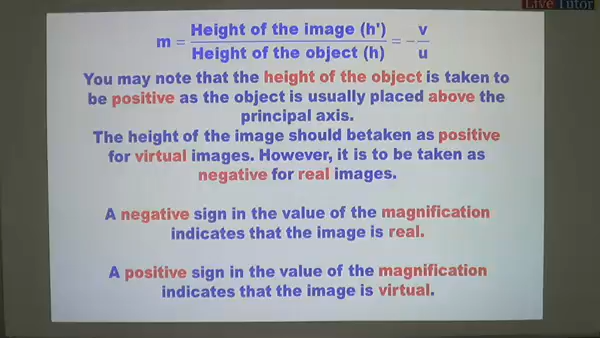 Live Tutor
m = Height of the image (h') / Height of the object (h) = - v / u
You may note that the height of the object is taken to
be positive as the object is usually placed above the
principal axis.
The height of the image should betaken as positive
for virtual images. However, it is to be taken as
negative for real images.
A negative sign in the value of the magnification
indicates that the image is real.
A positive sign in the value of the magnification
indicates that the image is virtual.